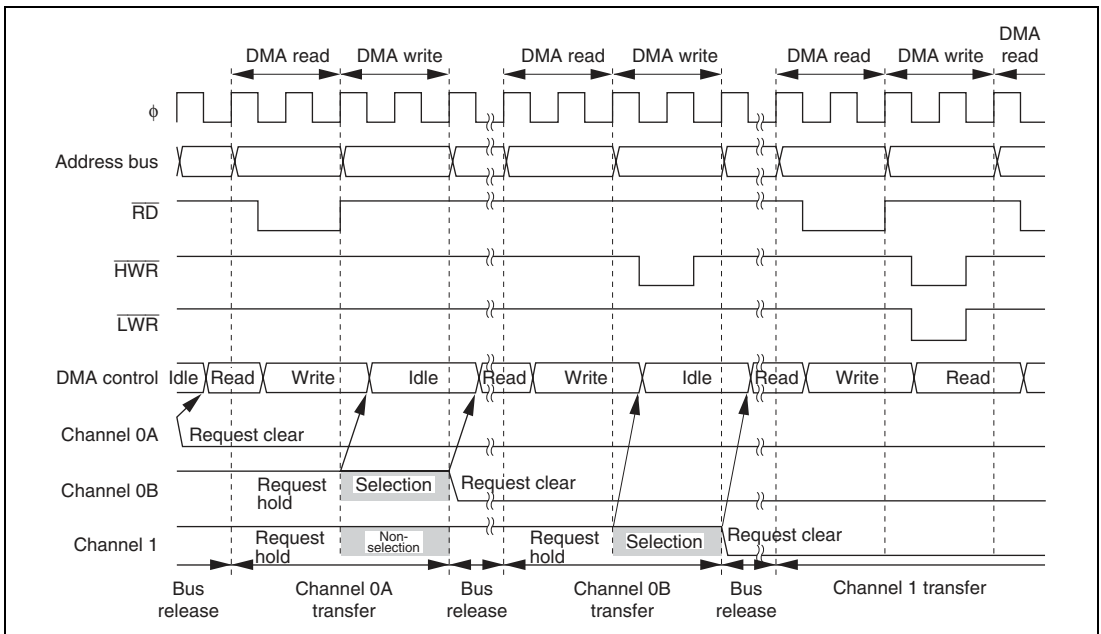 DMA read DMA write DMA read DMA write DMA read DMA write DMA
read
ϕ
Address bus
RD
HWR
LWR
DMA control Idle Read Write Idle Read Write Idle Read Write Read
Channel 0A Request clear
Channel 0B Request
hold Selection Request clear
Channel 1 Request
hold Non-
selection Request
hold Selection Request clear
Bus
release Channel 0A
transfer Bus
release Channel 0B
transfer Bus
release Channel 1 transfer